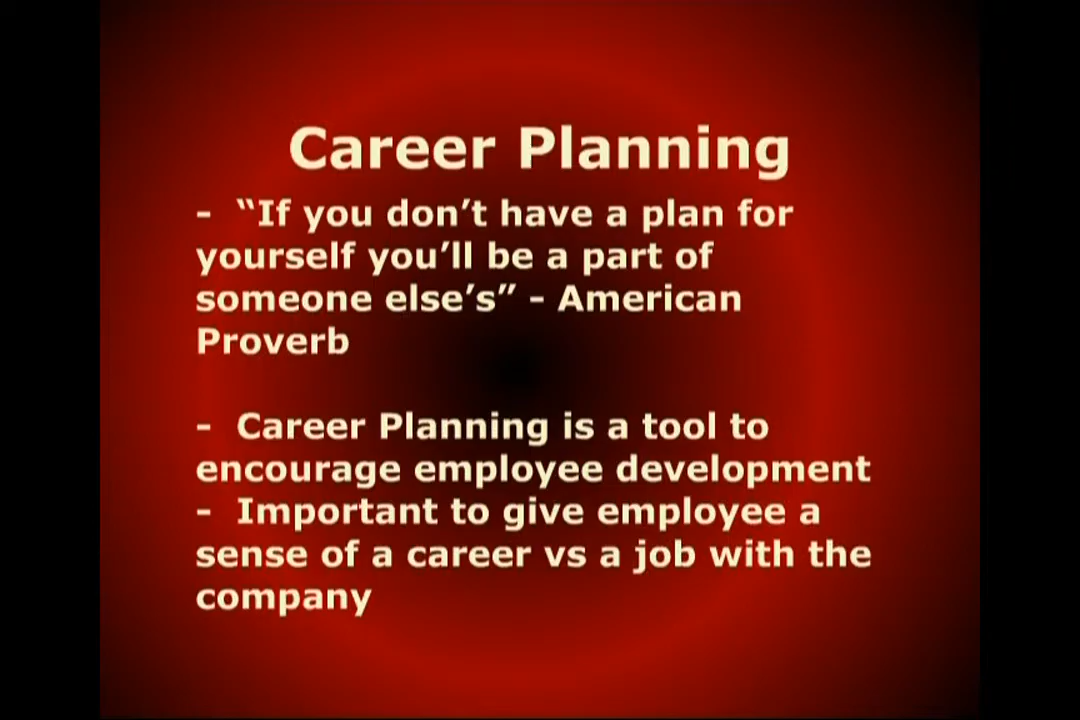 Career Planning
- “If you don’t have a plan for
yourself you’ll be a part of
someone else’s” - American
Proverb
- Career Planning is a tool to
encourage employee development
- Important to give employee a
sense of a career vs a job with the
company